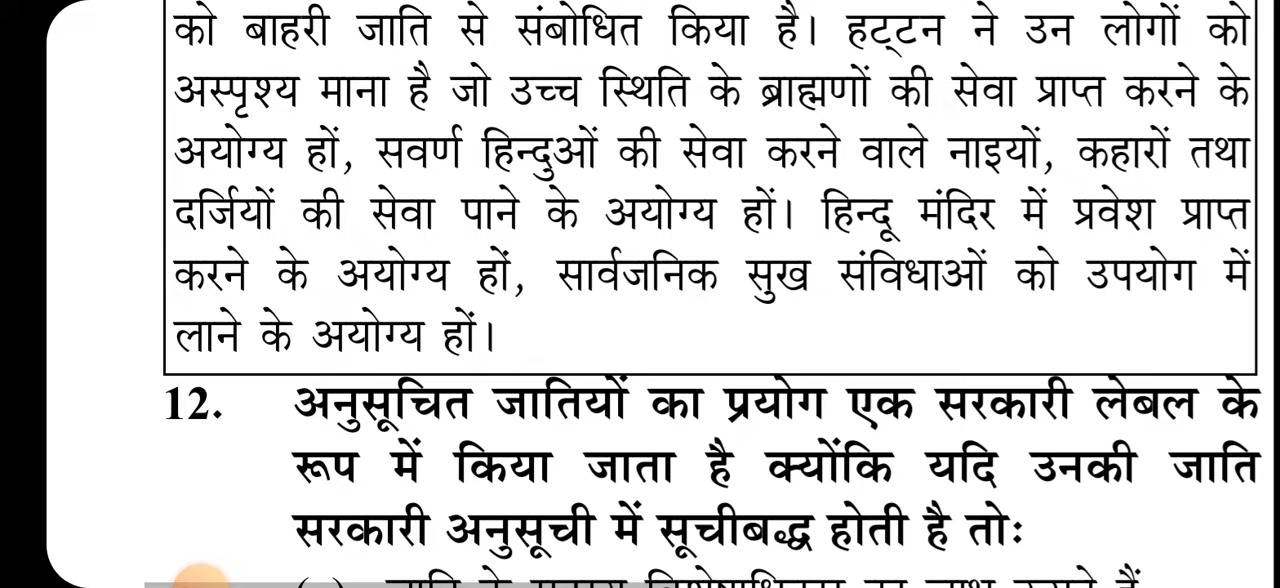 को बाहरी जाति से संबोधित किया है। हट्टन ने उन लोगों को
अस्पृश्य माना है जो उच्च स्थिति के ब्राह्मणों की सेवा प्राप्त करने के
अयोग्य हों, सवर्ण हिन्दुओं की सेवा करने वाले नाइयों, कहारों तथा
दर्जियों की सेवा पाने के अयोग्य हों। हिन्दू मंदिर में प्रवेश प्राप्त
करने के अयोग्य हों, सार्वजनिक सुख संविधाओं को उपयोग में
लाने के अयोग्य हों।
12. अनुसूचित जातियों का प्रयोग एक सरकारी लेबल के
रूप में किया जाता है क्योंकि यदि उनकी जाति
सरकारी अनुसूची में सूचीबद्ध होती है तोः